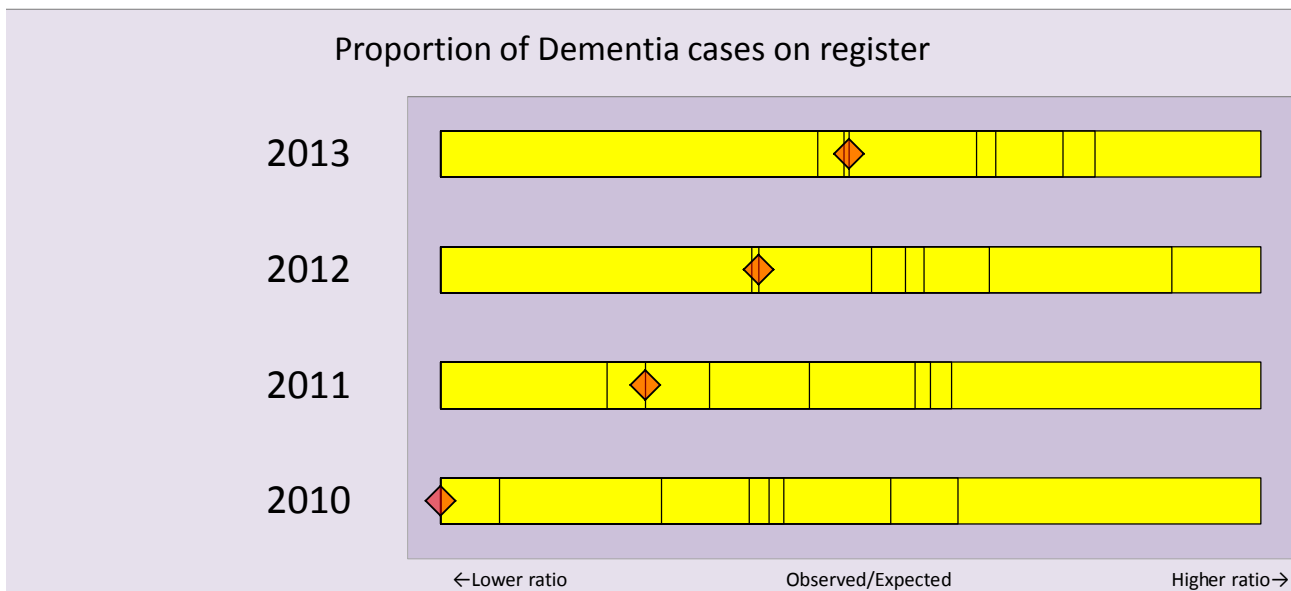 Proportion of Dementia cases on register
2013
2012
2011
2010
←Lower ratio Observed/Expected Higher ratio→